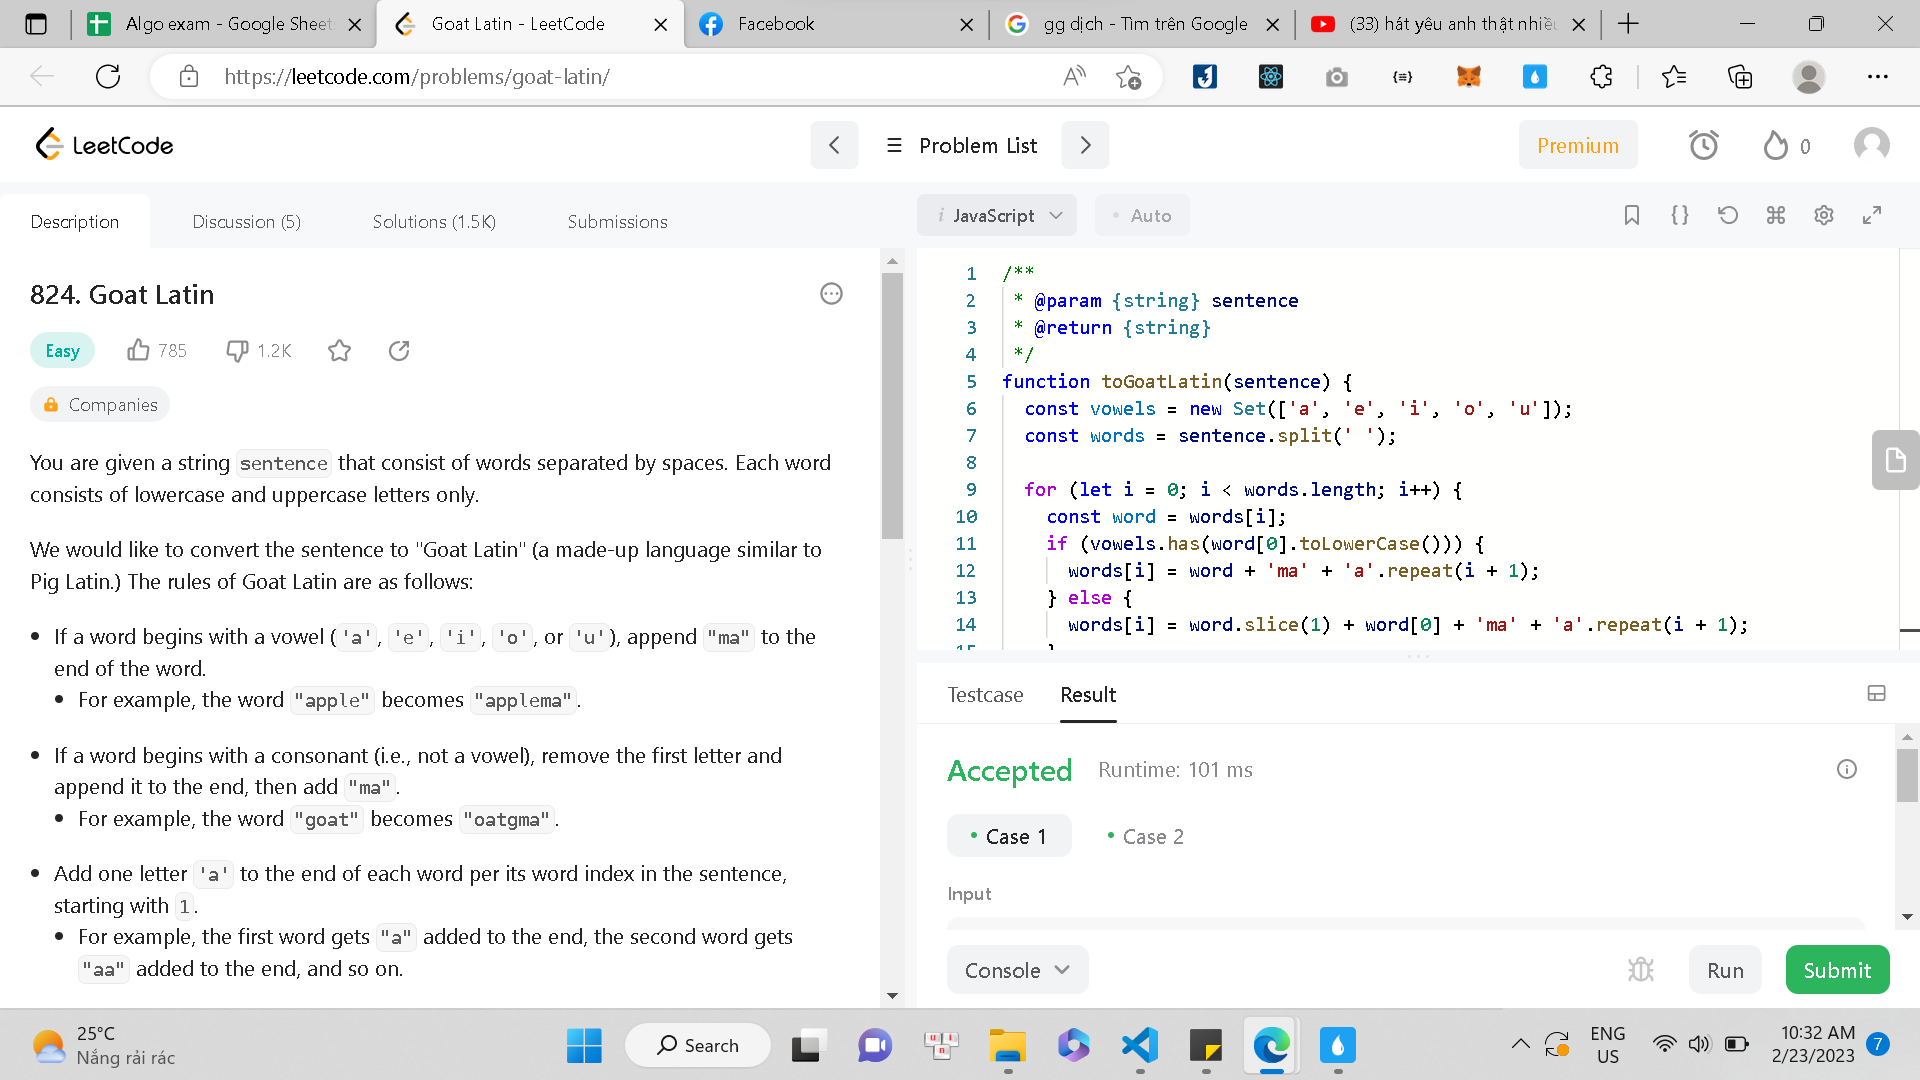 Algo exam - Google Sheet
Goat Latin - LeetCode
Facebook
gg dịch - Tìm trên Google
(33) hát yêu anh thật nhiều
https://leetcode.com/problems/goat-latin/
LeetCode
Problem List
Premium
0
Description
Discussion (5)
Solutions (1.5K)
Submissions
i JavaScript
• Auto
824. Goat Latin
Easy
785
1.2K
Companies
You are given a string sentence that consist of words separated by spaces. Each word
consists of lowercase and uppercase letters only.
We would like to convert the sentence to "Goat Latin" (a made-up language similar to
Pig Latin.) The rules of Goat Latin are as follows:
• If a word begins with a vowel ('a', 'e', 'i', 'o', or 'u'), append "ma" to the
end of the word.
• For example, the word "apple" becomes "applema".
• If a word begins with a consonant (i.e., not a vowel), remove the first letter and
append it to the end, then add "ma".
• For example, the word "goat" becomes "oatgma".
• Add one letter 'a' to the end of each word per its word index in the sentence,
starting with 1.
• For example, the first word gets "a" added to the end, the second word gets
"aa" added to the end, and so on.
1 /**
2 * @param {string} sentence
3 * @return {string}
4 */
5 function toGoatLatin(sentence) {
6 const vowels = new Set(['a', 'e', 'i', 'o', 'u']);
7 const words = sentence.split(' ');
8
9 for (let i = 0; i < words.length; i++) {
10 const word = words[i];
11 if (vowels.has(word[0].toLowerCase())) {
12 words[i] = word + 'ma' + 'a'.repeat(i + 1);
13 } else {
14 words[i] = word.slice(1) + word[0] + 'ma' + 'a'.repeat(i + 1);
15 }
Testcase
Result
Accepted
Runtime: 101 ms
• Case 1
• Case 2
Input
Console
Run
Submit
25°C
Nắng rải rác
Search
ENG
US
10:32 AM
2/23/2023
7